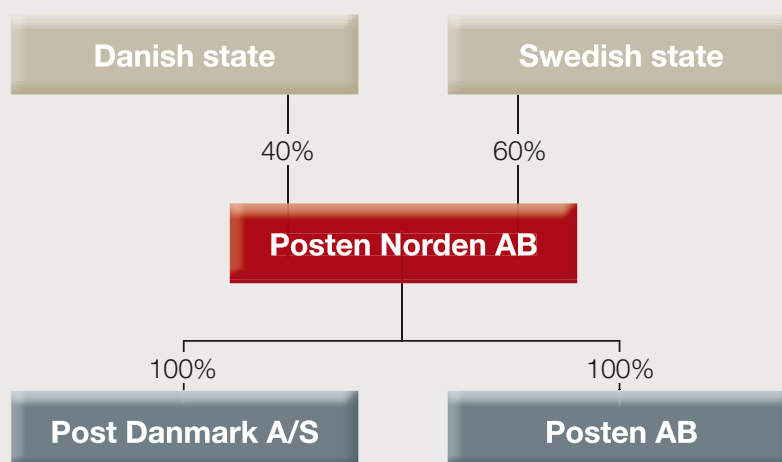 Danish state
Swedish state
40%
60%
Posten Norden AB
100%
100%
Post Danmark A/S
Posten AB